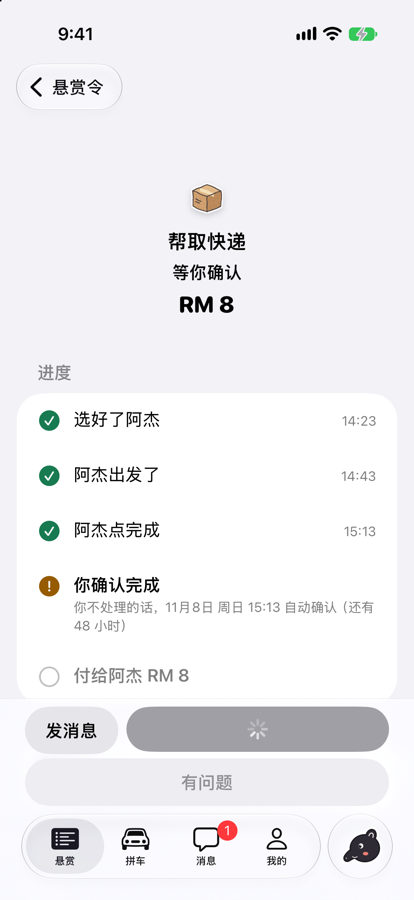 9:41
悬赏令
帮取快递
等你确认
RM 8
进度
选好了阿杰 14:23
阿杰出发了 14:43
阿杰点完成 15:13
你确认完成
你不处理的话，11月8日 周日 15:13 自动确认（还有
48 小时）
付给阿杰 RM 8
发消息
有问题
1
悬赏 拼车 消息 我的